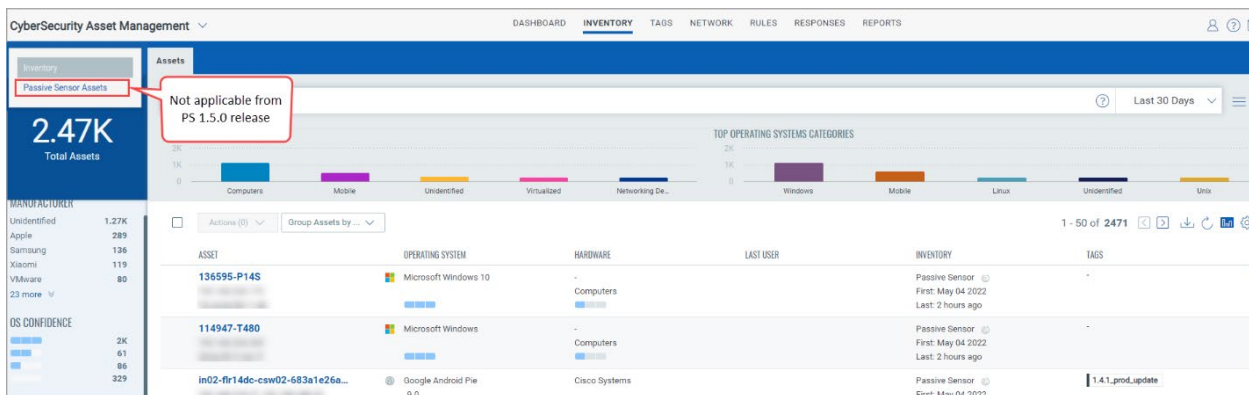 CyberSecurity Asset Management
DASHBOARD INVENTORY TAGS NETWORK RULES RESPONSES REPORTS
Inventory
Passive Sensor Assets
Assets
Not applicable from
PS 1.5.0 release
Last 30 Days
2.47K
Total Assets
TOP OPERATING SYSTEMS CATEGORIES
2K
1K
0
Computers Mobile Unidentified Virtualized Networking De...
2K
1K
0
Windows Mobile Linux Unidentified Unix
MANUFACTURER
Unidentified 1.27K
Apple 289
Samsung 136
Xiaomi 119
VMware 80
23 more
OS CONFIDENCE
2K
61
86
329
Actions (0) Group Assets by ... 1 - 50 of 2471
ASSET OPERATING SYSTEM HARDWARE LAST USER INVENTORY TAGS
136595-P14S Microsoft Windows 10 - Passive Sensor -
Computers First: May 04 2022
Last: 2 hours ago
114947-T480 Microsoft Windows - Passive Sensor -
Computers First: May 04 2022
Last: 2 hours ago
in02-flr14dc-csw02-683a1e26a... Google Android Pie Cisco Systems Passive Sensor 1.4.1_prod_update
9.0 First: May 04 2022